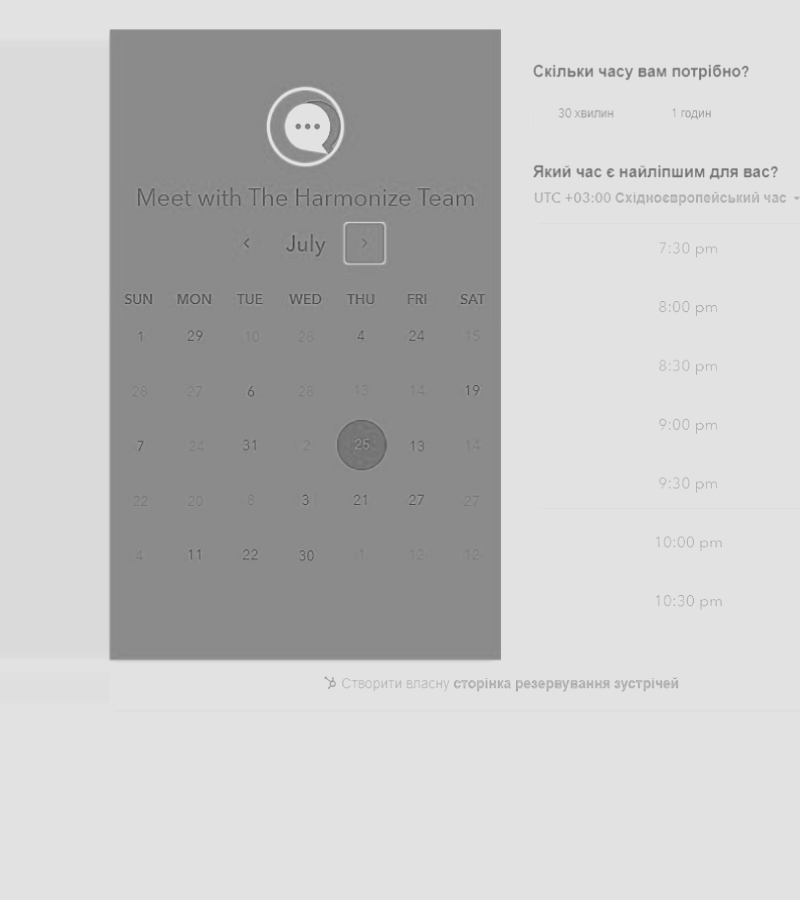 Meet with The Harmonize Team
July
SUN MON TUE WED THU FRI SAT
1 29 10 28 4 24 15
28 27 6 28 13 14 19
7 24 31 2 25 13 14
22 20 8 3 21 27 27
4 11 22 30 1 12 12
Скільки часу вам потрібно?
30 хвилин 1 годин
Який час є найліпшим для вас?
UTC +03:00 Східноєвропейський час
7:30 pm
8:00 pm
8:30 pm
9:00 pm
9:30 pm
10:00 pm
10:30 pm
Створити власну сторінка резервування зустрічей